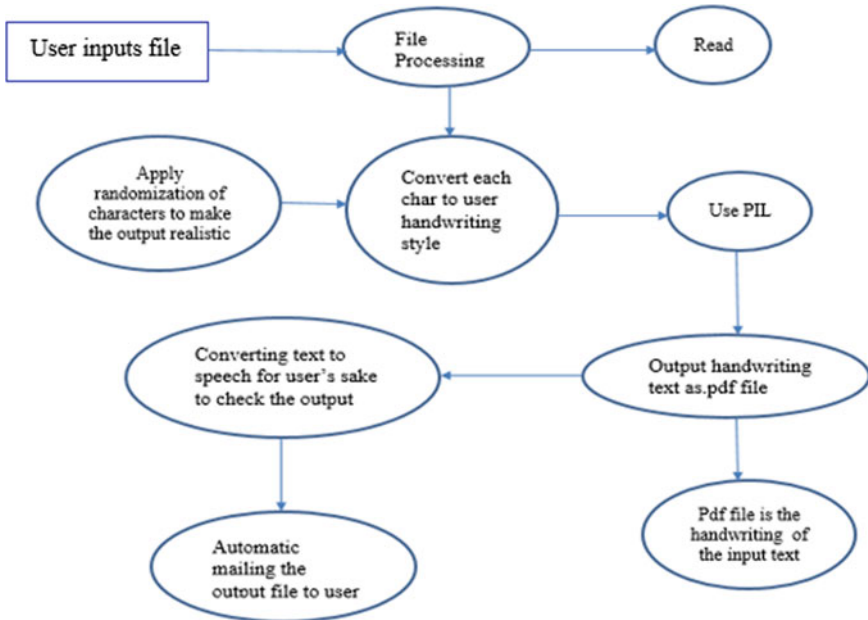 User inputs file
File
Processing
Read
Apply
randomization of
characters to make
the output realistic
Convert each
char to user
handwriting
style
Use PIL
Converting text to
speech for user's sake
to check the output
Output handwriting
text as.pdf file
Automatic
mailing the
output file to user
Pdf file is the
handwriting of
the input text